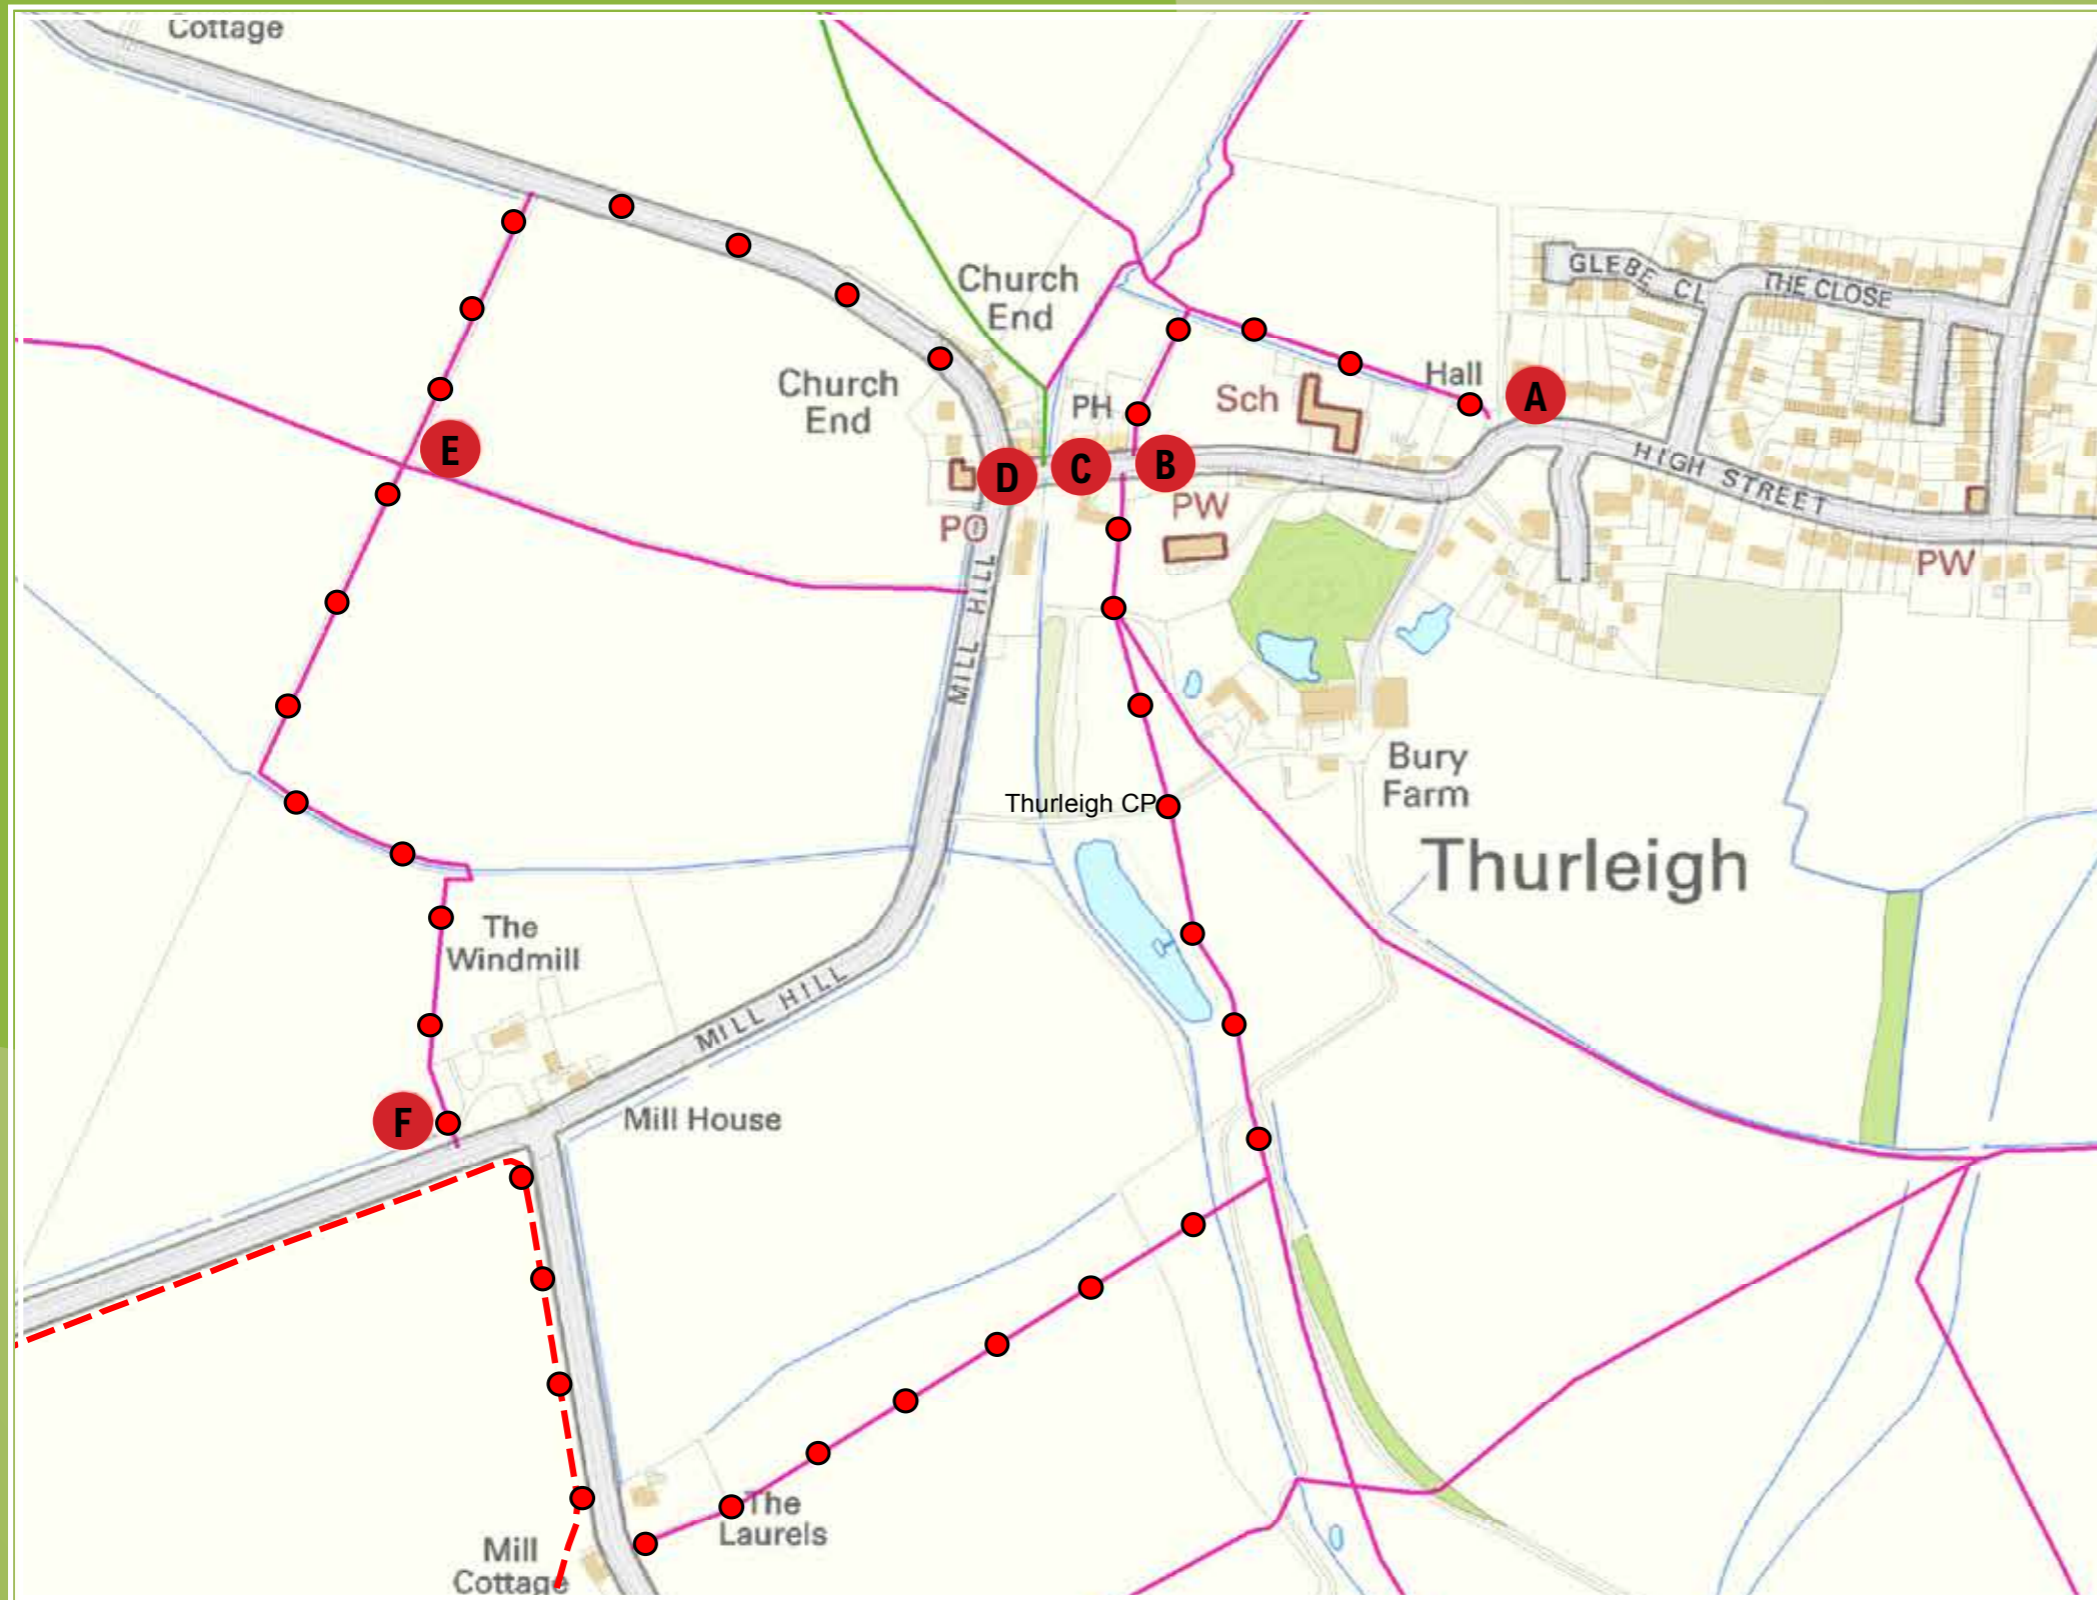 Cottage
GLEBE CL
THE CLOSE
Church
End
Church
End
PH
Sch
Hall
A
E
D
C
B
HIGH STREET
PO
PW
PW
MILL HILL
Bury
Farm
Thurleigh CP
Thurleigh
The
Windmill
MILL HILL
F
Mill House
The
Laurels
Mill
Cottage